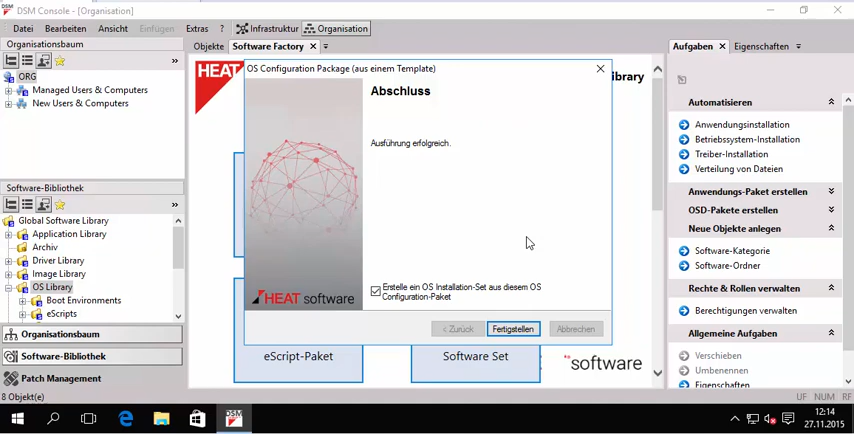 DSM
DSM Console - [Organisation]
Datei Bearbeiten Ansicht Einfügen Extras ? Infrastruktur Organisation
Organisationsbaum
ORG
Managed Users & Computers
New Users & Computers
Software-Bibliothek
Global Software Library
Application Library
Archiv
Driver Library
Image Library
OS Library
Boot Environments
eScripts
Organisationsbaum
Software-Bibliothek
Patch Management
8 Objekt(e)
Objekte Software Factory
HEAT
Library
eScript-Paket
Software Set
software
OS Configuration Package (aus einem Template)
Abschluss
Ausführung erfolgreich.
HEAT software
Erstelle ein OS Installation-Set aus diesem OS
Configuration-Paket
< Zurück Fertigstellen Abbrechen
Aufgaben Eigenschaften
Automatisieren
Anwendungsinstallation
Betriebssystem-Installation
Treiber-Installation
Verteilung von Dateien
Anwendungs-Paket erstellen
OSD-Pakete erstellen
Neue Objekte anlegen
Software-Kategorie
Software-Ordner
Rechte & Rollen verwalten
Berechtigungen verwalten
Allgemeine Aufgaben
Verschieben
Umbenennen
Eigenschaften
UF NUM RF
DSM
12:14
27.11.2015